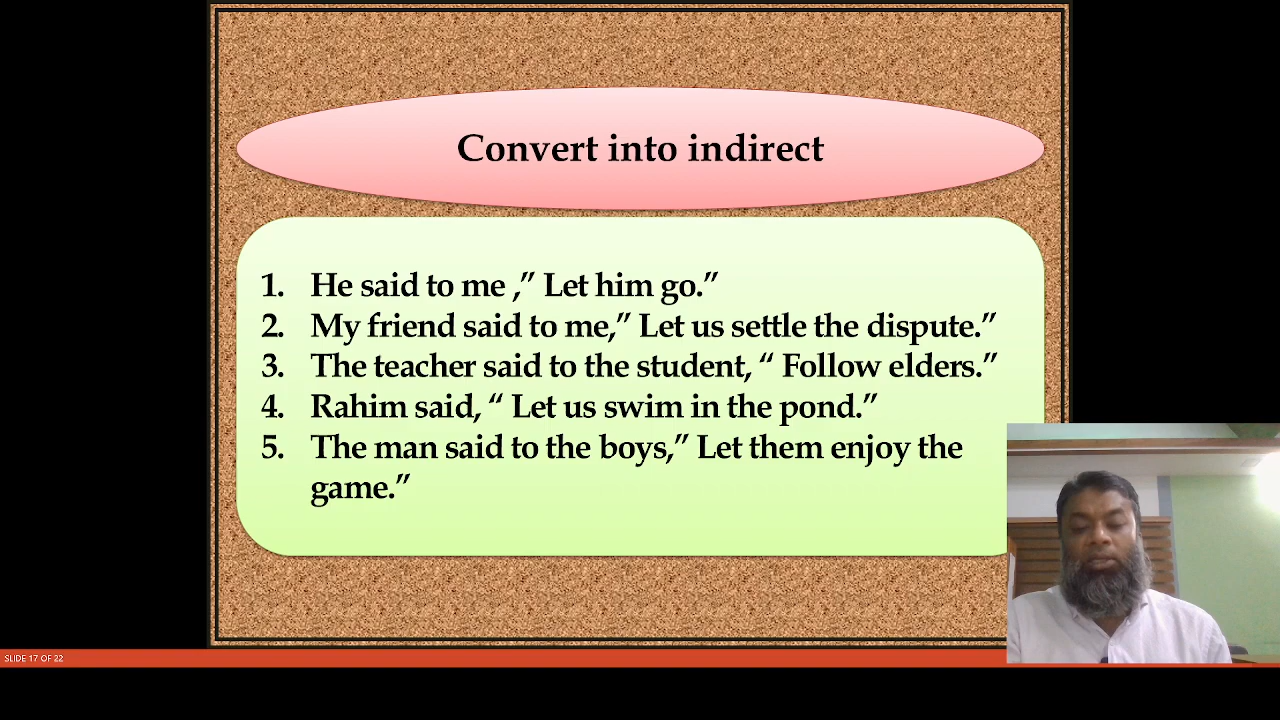 Convert into indirect
1. He said to me ,” Let him go.”
2. My friend said to me,” Let us settle the dispute.”
3. The teacher said to the student, “ Follow elders.”
4. Rahim said, “ Let us swim in the pond.”
5. The man said to the boys,” Let them enjoy the
game.”
SLIDE 17 OF 22